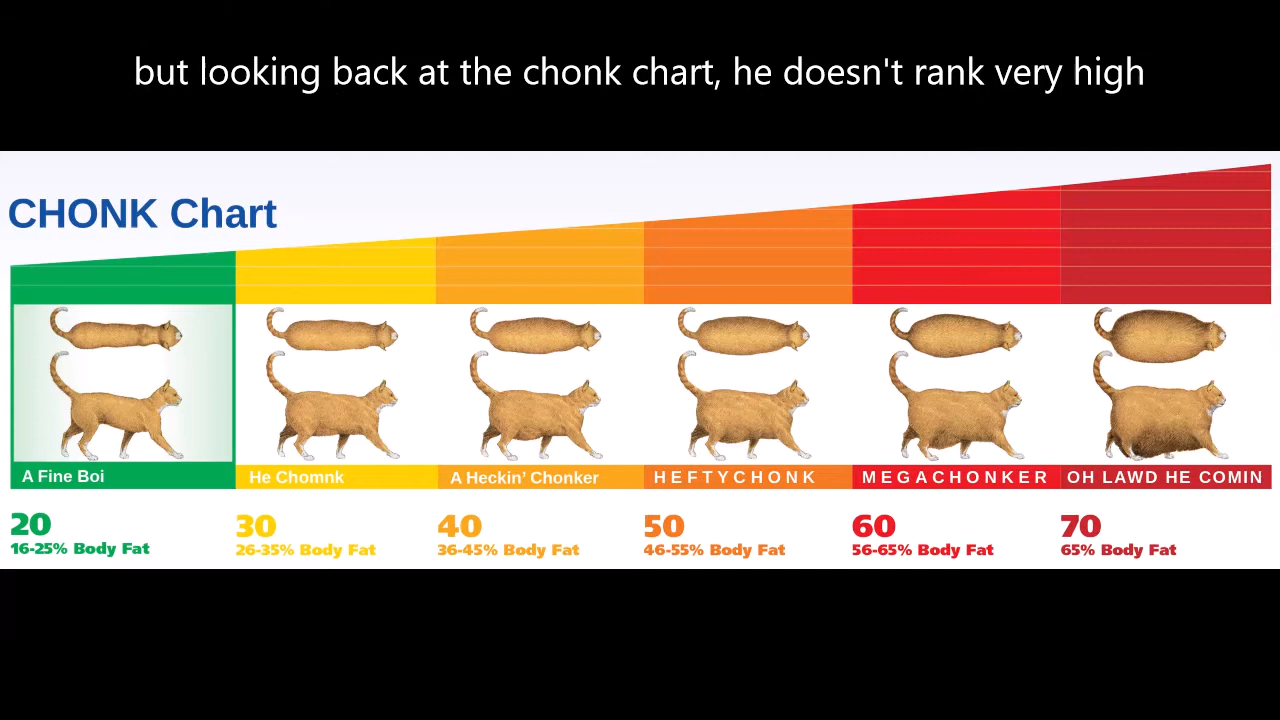 but looking back at the chonk chart, he doesn't rank very high
CHONK Chart
A Fine Boi
He Chomnk
A Heckin' Chonker
HEFTYCHONK
MEGACHONKER
OH LAWD HE COMIN
20
30
40
50
60
70
16-25% Body Fat
26-35% Body Fat
36-45% Body Fat
46-55% Body Fat
56-65% Body Fat
65% Body Fat